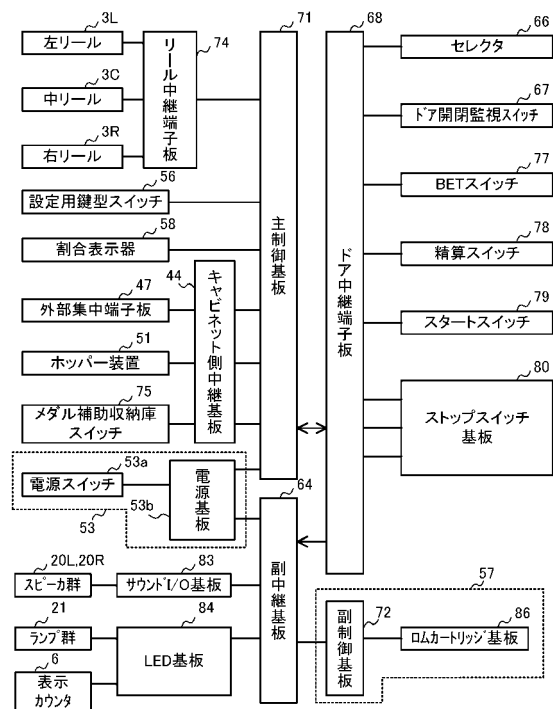 3L
左リール
3C
中リール
3R
右リール
74
リール中継端子板
71
主制御基板
68
ドア中継端子板
66
セレクタ
67
ドア開閉監視スイッチ
77
BETスイッチ
78
精算スイッチ
79
スタートスイッチ
80
ストップスイッチ
基板
56
設定用鍵型スイッチ
58
割合表示器
44
キャビネット側中継基板
47
外部集中端子板
51
ホッパー装置
75
メダル補助収納庫
スイッチ
53a
電源スイッチ
53b
電源基板
53
64
副中継基板
20L,20R
スピーカ群
83
サウンドI/O基板
21
ランプ群
84
LED基板
6
表示
カウンタ
57
72
副制御基板
86
ロムカートリッジ基板